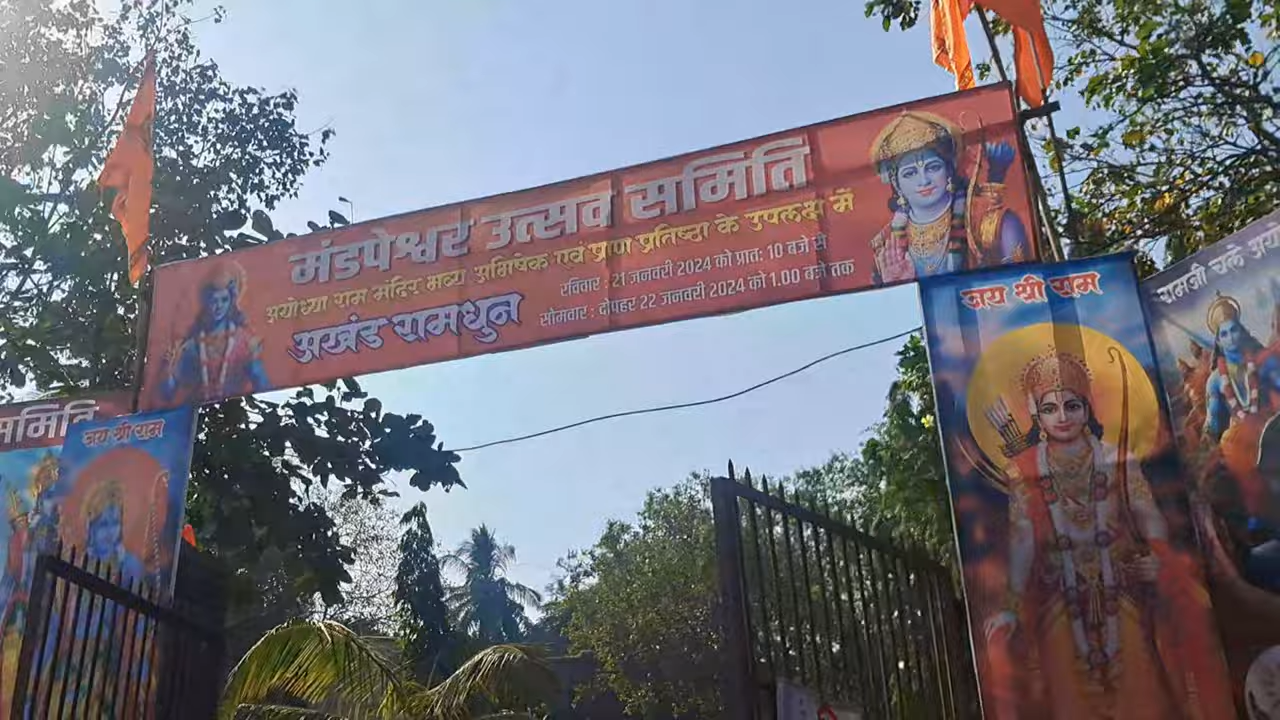 मंडपेश्वर उत्सव समिति
अयोध्या राम मंदिर भव्य अभिषेक एवं प्राण प्रतिष्ठा के उपलक्ष में
अखंड रामधुन
रविवार : 21 जनवरी 2024 को प्रात: 10 बजे से
सोमवार : दोपहर 22 जनवरी 2024 को 1.00 बजे तक
समिति
जय श्री राम
जय श्री राम
रामजी चले